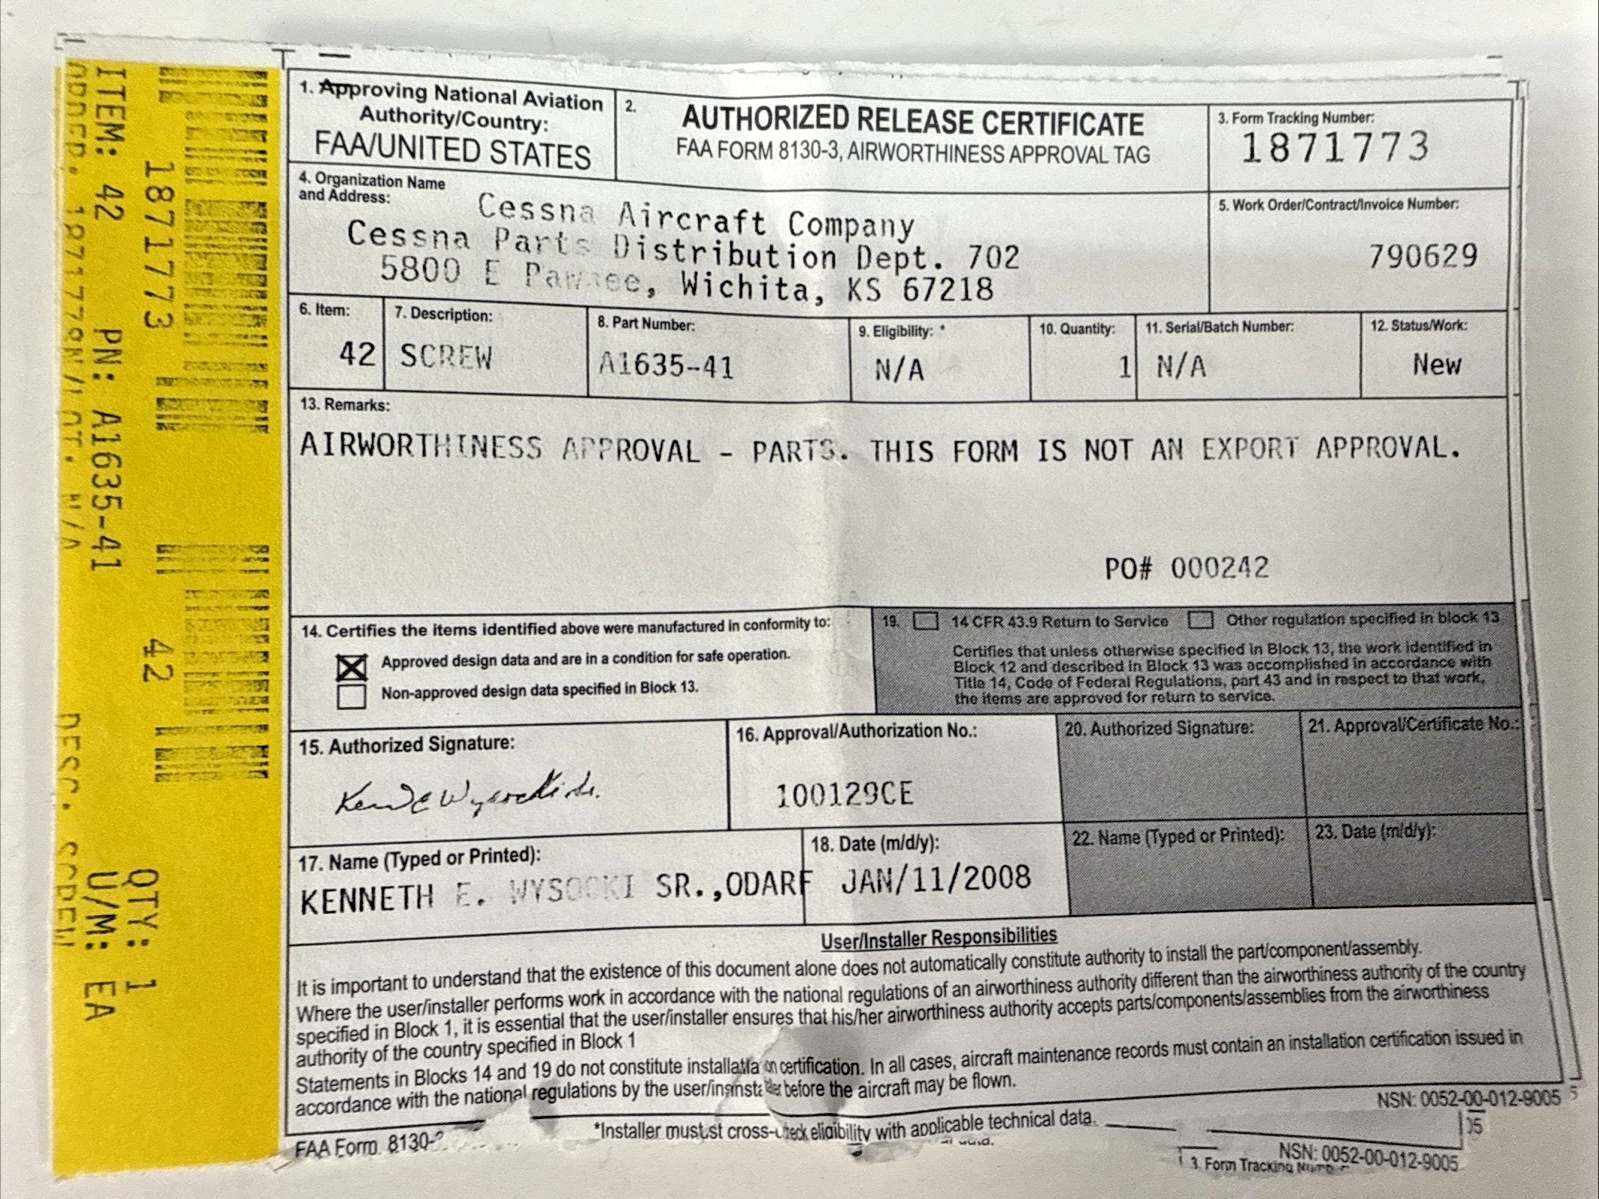 ITEM: 42 PN: A1635-41 U/M: EA
1871773 42 QTY: 1
1. Approving National Aviation
Authority/Country:
FAA/UNITED STATES
2.
AUTHORIZED RELEASE CERTIFICATE
FAA FORM 8130-3, AIRWORTHINESS APPROVAL TAG
3. Form Tracking Number:
1871773
4. Organization Name
and Address:
Cessna Aircraft Company
Cessna Parts Distribution Dept. 702
5800 E Pawnee, Wichita, KS 67218
5. Work Order/Contract/Invoice Number:
790629
6. Item:
42
7. Description:
SCREW
8. Part Number:
A1635-41
9. Eligibility: *
N/A
10. Quantity:
1
11. Serial/Batch Number:
N/A
12. Status/Work:
New
13. Remarks:
AIRWORTHINESS APPROVAL - PARTS. THIS FORM IS NOT AN EXPORT APPROVAL.
PO# 000242
14. Certifies the items identified above were manufactured in conformity to:
Approved design data and are in a condition for safe operation.
Non-approved design data specified in Block 13.
19. 14 CFR 43.9 Return to Service Other regulation specified in block 13
Certifies that unless otherwise specified in Block 13, the work identified in
Block 12 and described in Block 13 was accomplished in accordance with
Title 14, Code of Federal Regulations, part 43 and in respect to that work,
the items are approved for return to service.
15. Authorized Signature:
16. Approval/Authorization No.:
100129CE
20. Authorized Signature:
21. Approval/Certificate No.:
17. Name (Typed or Printed):
KENNETH E. WYSOCKI SR.,ODARF
18. Date (m/d/y):
JAN/11/2008
22. Name (Typed or Printed):
23. Date (m/d/y):
User/Installer Responsibilities
It is important to understand that the existence of this document alone does not automatically constitute authority to install the part/component/assembly.
Where the user/installer performs work in accordance with the national regulations of an airworthiness authority different than the airworthiness authority of the country
specified in Block 1, it is essential that the user/installer ensures that his/her airworthiness authority accepts parts/components/assemblies from the airworthiness
authority of the country specified in Block 1
Statements in Blocks 14 and 19 do not constitute certification. In all cases, aircraft maintenance records must contain an installation certification issued in
accordance with the national regulations by the before the aircraft may be flown.
NSN: 0052-00-012-9005
*Installer eligibility with applicable technical data.
FAA Form 8130-
NSN: 0052-00-012-9005
3 Form Tracking